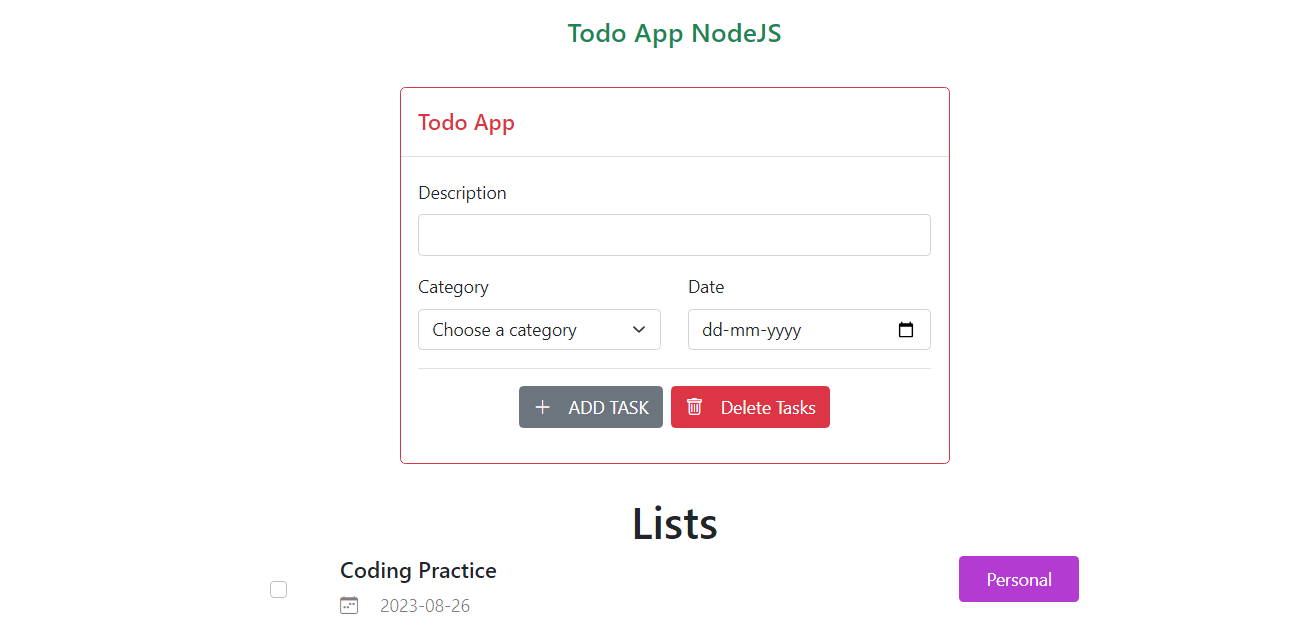 Todo App NodeJS
Todo App
Description
Category Date
Choose a category dd-mm-yyyy
ADD TASK Delete Tasks
Lists
Coding Practice
Personal
2023-08-26